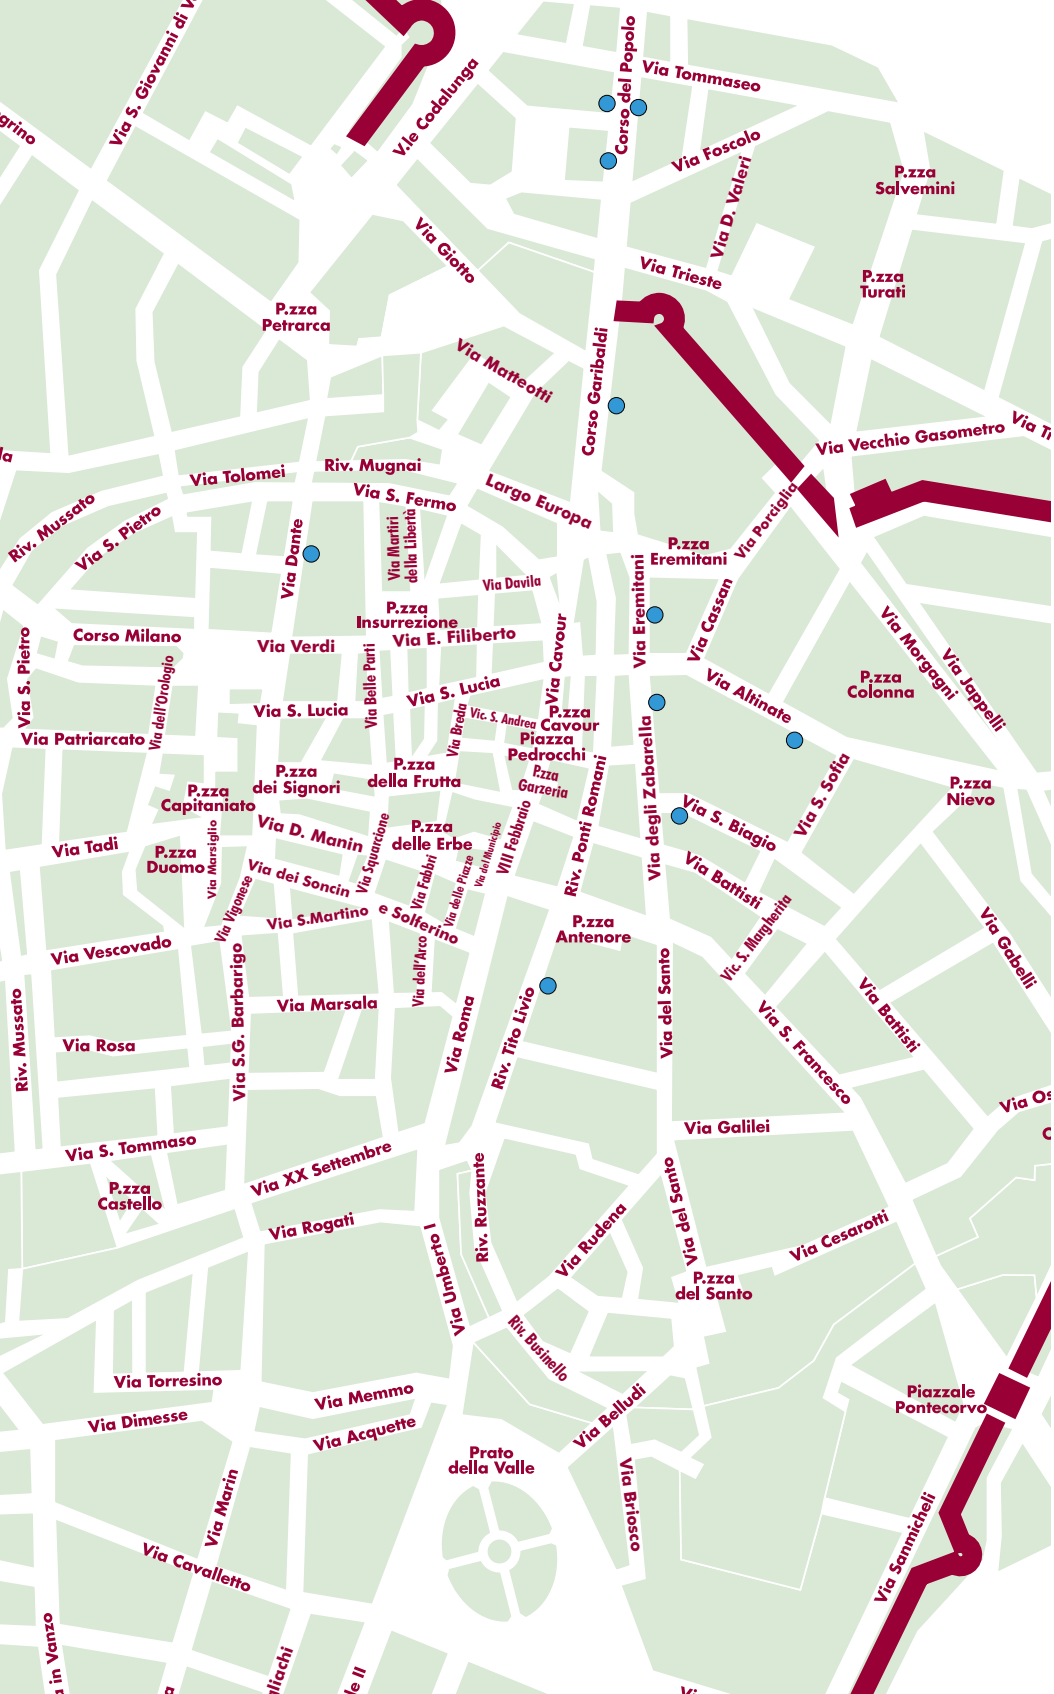 Via S. Giovanni di V
grino
V.le Codalunga
Corso del Popolo
Via Tommaseo
Via Foscolo
Via D. Valeri
P.zza
Salvemini
Via Giotto
Via Trieste
P.zza
Turati
P.zza
Petrarca
Via Matteotti
Corso Garibaldi
Via Vecchio Gasometro
Via Tr
la
Via Tolomei
Riv. Mugnai
Via S. Fermo
Largo Europa
Riv. Mussato
Via S. Pietro
Via Dante
Via Martiri
della Libertà
Via Porciglia
P.zza
Eremitani
Via Davila
P.zza
Insurrezione
Via E. Filiberto
Via Eremitani
Via Cassan
Via Morgagni
Via Jappelli
Corso Milano
Via Verdi
Via S. Pietro
Via dell'Orologio
Via Belle Parti
Via Cavour
P.zza
Colonna
Via Altinate
Via S. Lucia
Via S. Lucia
Via Breda
Vic. S. Andrea
P.zza
Cavour
Via Patriarcato
Piazza
Pedrocchi
P.zza
Garzeria
P.zza
dei Signori
P.zza
della Frutta
P.zza
Capitaniato
Riv. Ponti Romani
Via degli Zabarella
Via S. Sofia
P.zza
Nievo
Via S. Biagio
Via D. Manin
Via Squarcione
P.zza
delle Erbe
Via del Municipio
VIII Febbraio
Via Tadi
P.zza
Duomo
Via Marsiglio
Via dei Soncin
Via Fabbri
Via delle Piazze
Via Battisti
Via Vigonese
Via S.Martino
e Solferino
P.zza
Antenore
Vic. S. Margherita
Via Gabelli
Via Vescovado
Via dell'Arco
Via Marsala
Via S.G. Barbarigo
Riv. Mussato
Via Rosa
Via Roma
Riv. Tito Livio
Via del Santo
Via Battisti
Via S. Francesco
Via Os
Via Galilei
Via S. Tommaso
Via XX Settembre
P.zza
Castello
Via Rogati
Riv. Ruzzante
Via Rudena
Via del Santo
Via Cesarotti
P.zza
del Santo
Via Umberto I
Riv. Businello
Via Torresino
Via Memmo
Via Dimesse
Via Acquette
Via Belludi
Piazzale
Pontecorvo
Prato
della Valle
Via Briosco
Via Marin
Via Cavalletto
Via Sanmicheli
a in Vanzo
liachi
le II